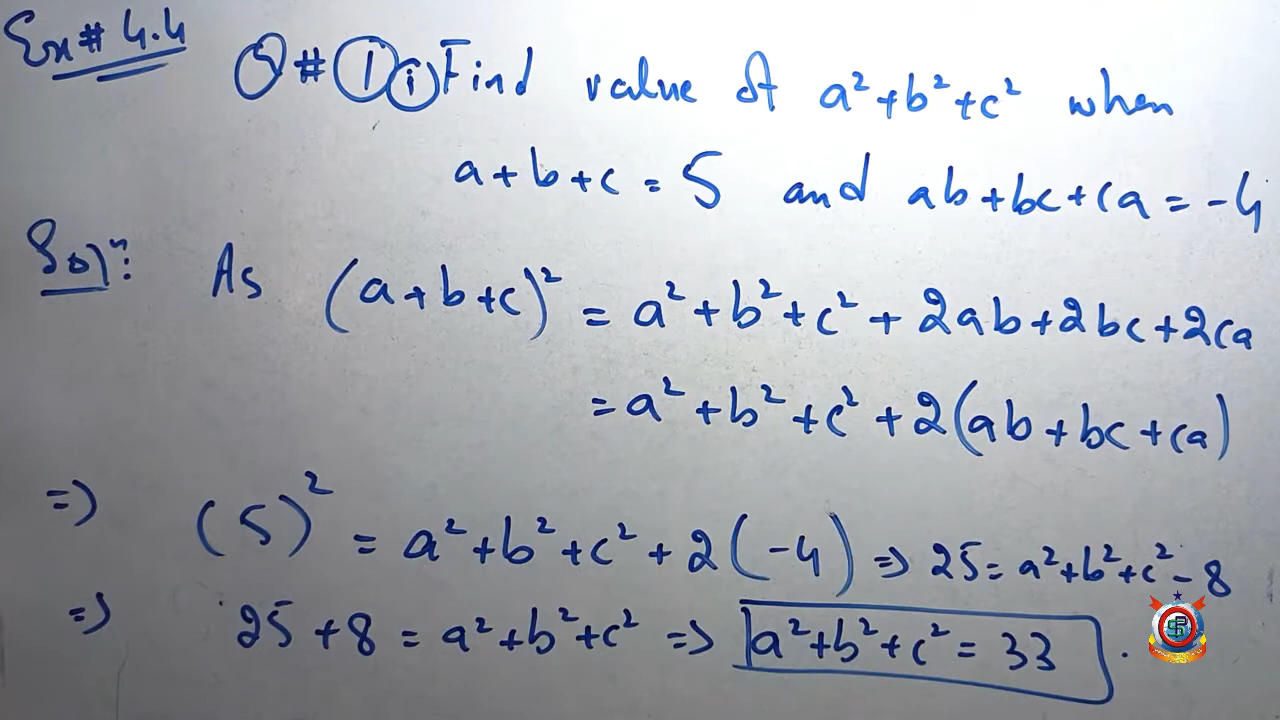 Ex# 4.4
Q # 1 i Find value of a²+b²+c² when
a+b+c = 5 and ab+bc+ca = -4
Solⁿ: As (a+b+c)² = a²+b²+c²+2ab+2bc+2ca
= a²+b²+c²+2(ab+bc+ca)
=> (5)² = a²+b²+c²+2(-4) => 25 = a²+b²+c²-8
=> 25+8 = a²+b²+c² => a²+b²+c² = 33 .